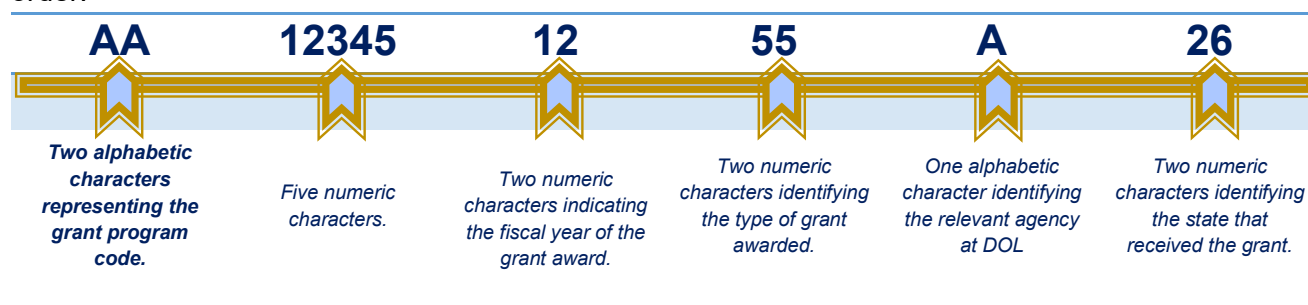 AA 12345 12 55 A 26
Two alphabetic
characters
representing the
grant program
code.
Five numeric
characters.
Two numeric
characters indicating
the fiscal year of the
grant award.
Two numeric
characters identifying
the type of grant
awarded.
One alphabetic
character identifying
the relevant agency
at DOL
Two numeric
characters identifying
the state that
received the grant.